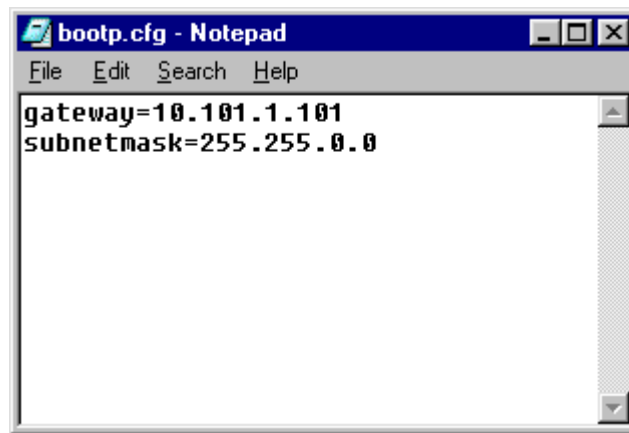 bootp.cfg - Notepad
File Edit Search Help
gateway=10.101.1.101
subnetmask=255.255.0.0